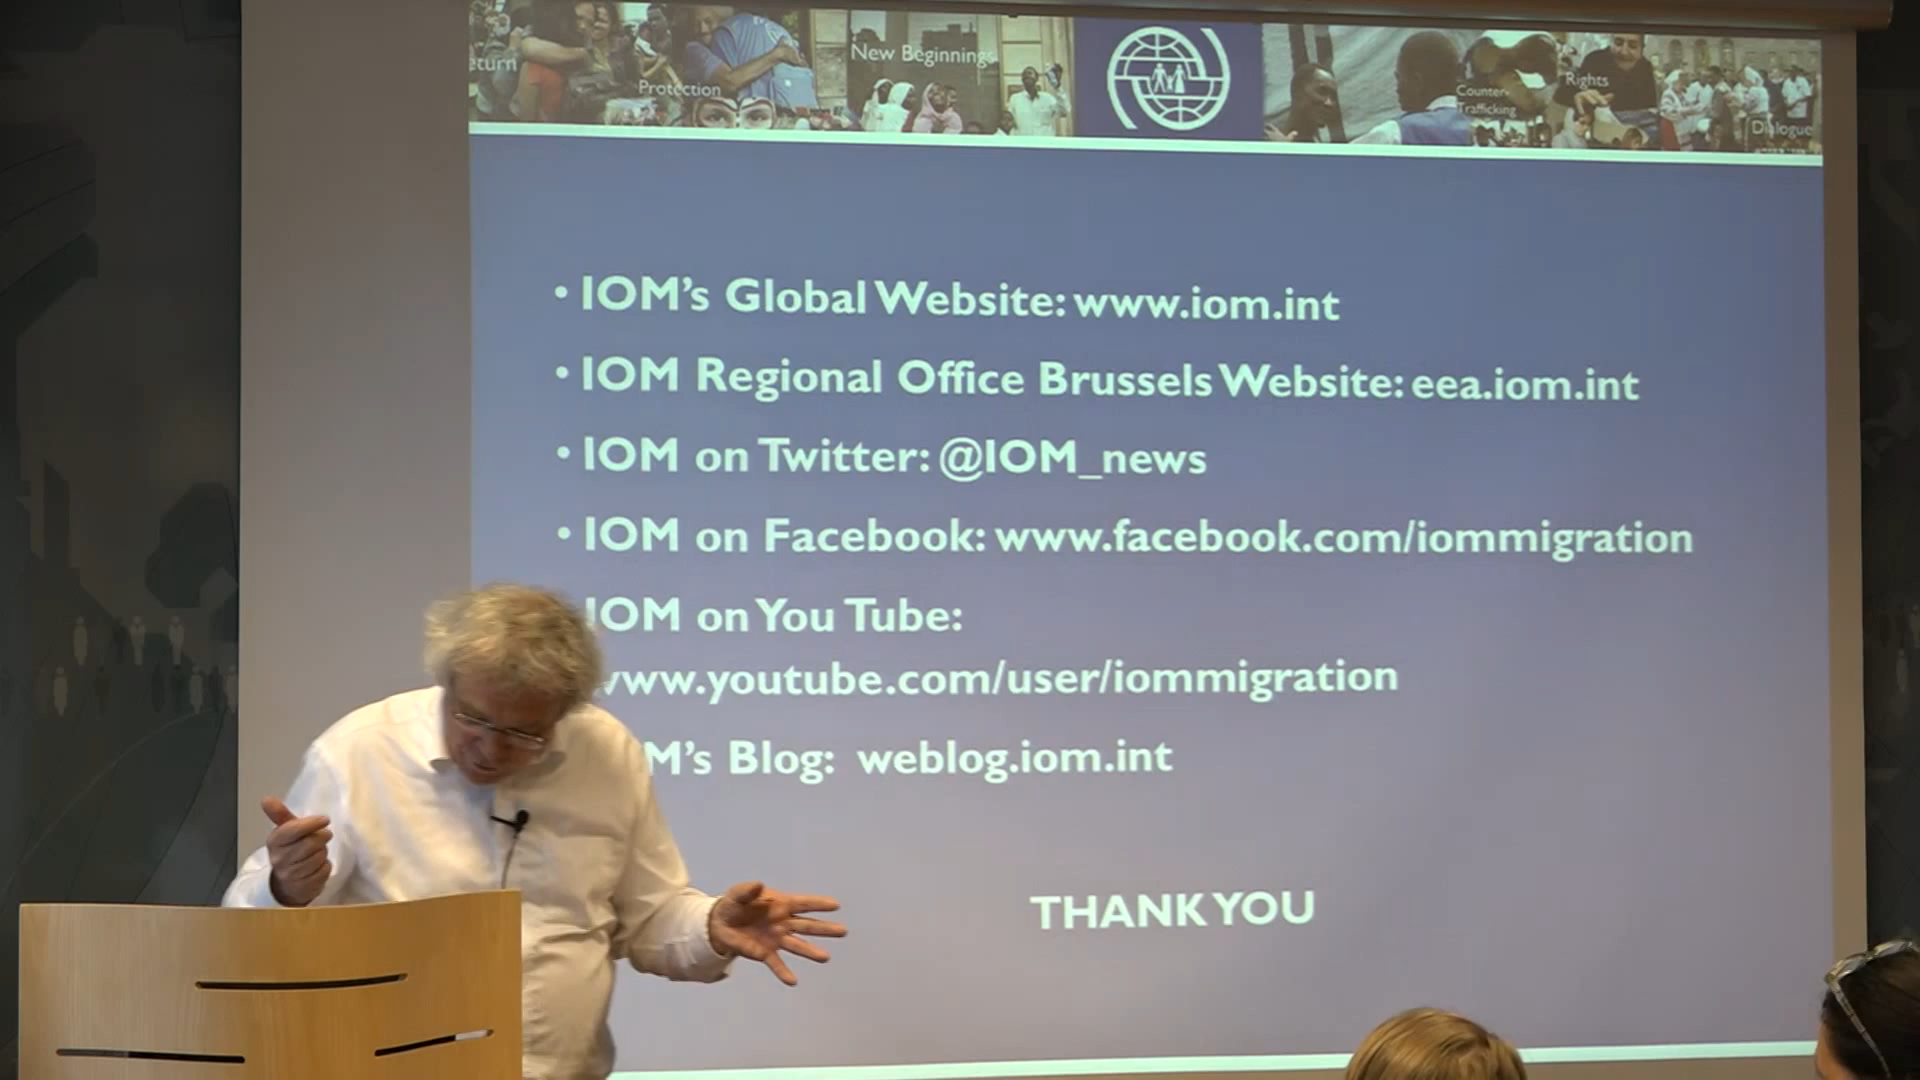 Protection
New Beginnings
Counter-
Trafficking
Rights
Dialogue
• IOM's Global Website: www.iom.int
• IOM Regional Office Brussels Website: eea.iom.int
• IOM on Twitter: @IOM_news
• IOM on Facebook: www.facebook.com/iommigration
IOM on You Tube:
www.youtube.com/user/iommigration
M's Blog: weblog.iom.int
THANK YOU